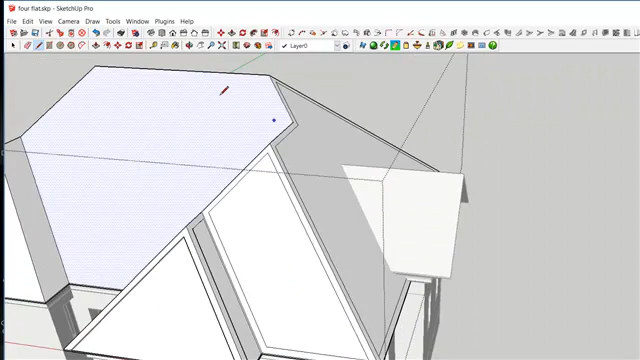 four flat.skp - SketchUp Pro
File Edit View Camera Draw Tools Window Plugins Help
Layer0